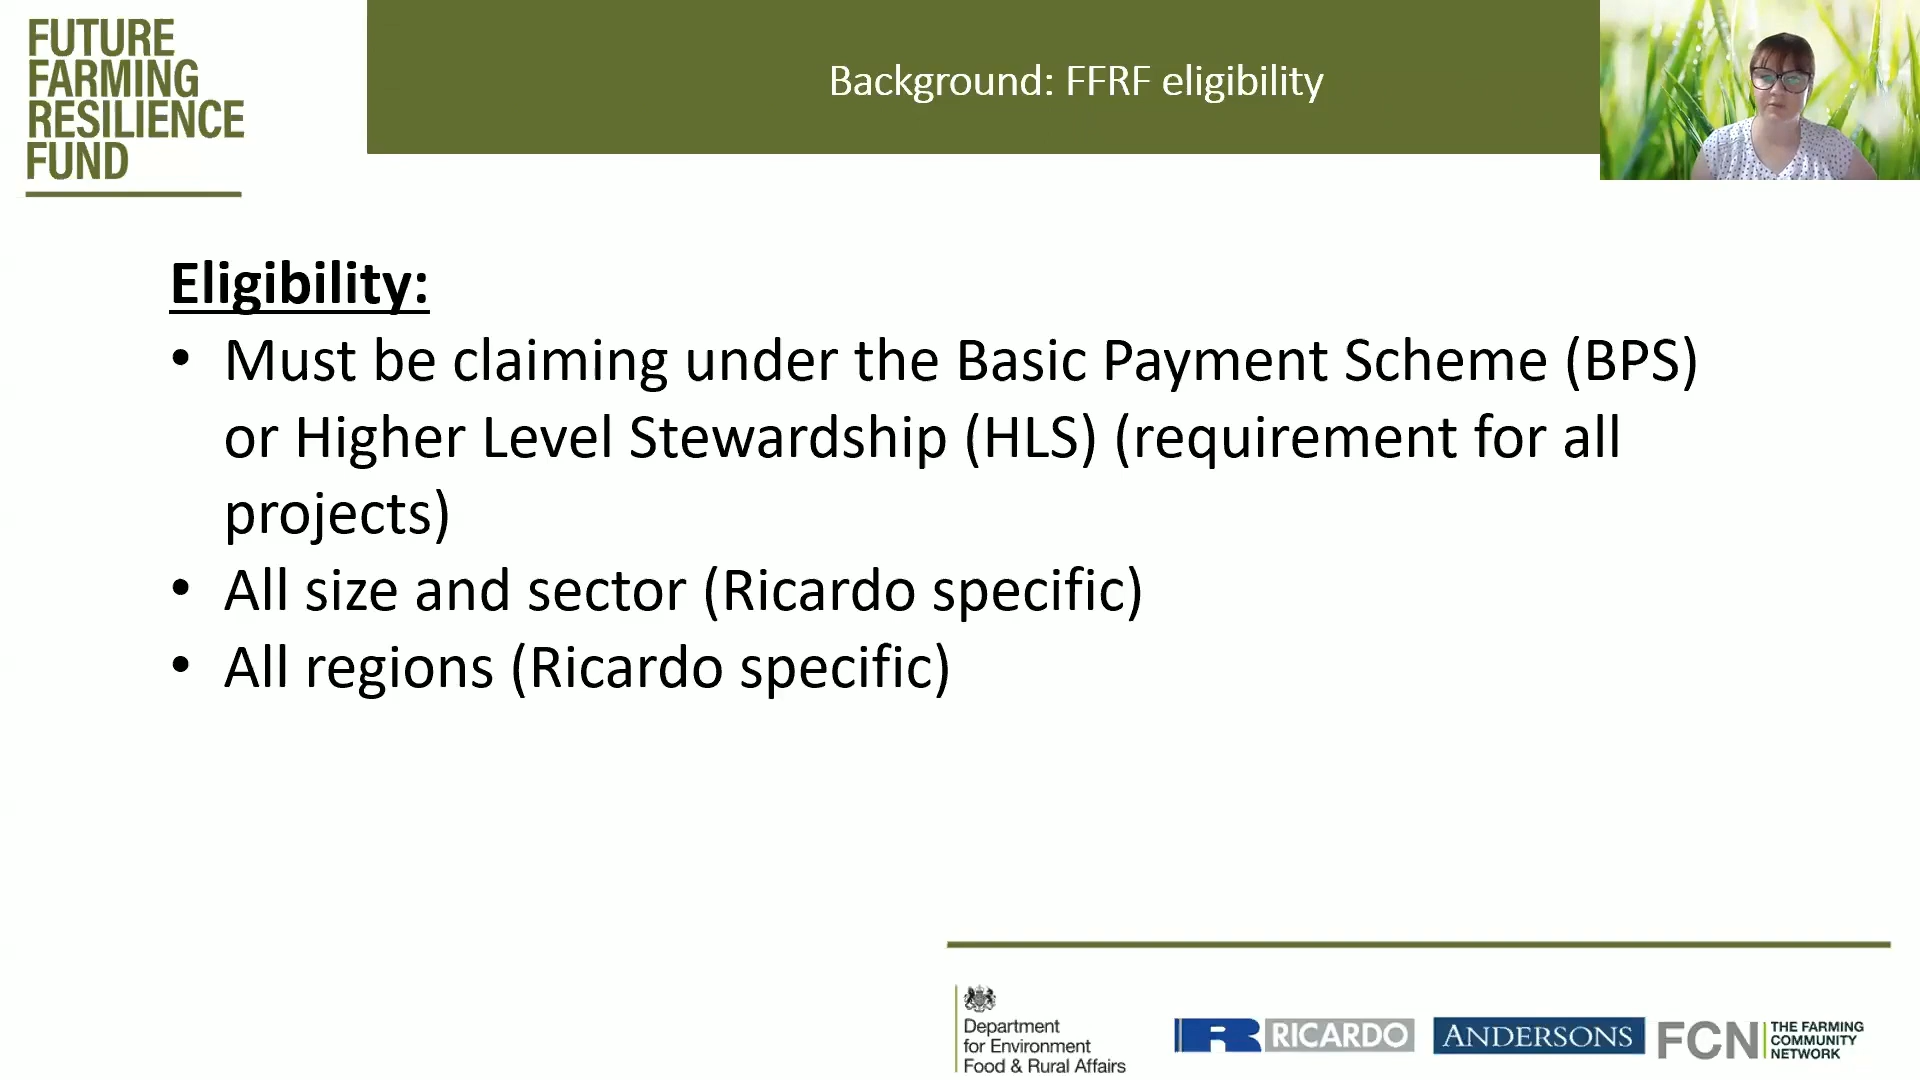 FUTURE
FARMING
RESILIENCE
FUND
Background: FFRF eligibility
Eligibility:
• Must be claiming under the Basic Payment Scheme (BPS)
or Higher Level Stewardship (HLS) (requirement for all
projects)
• All size and sector (Ricardo specific)
• All regions (Ricardo specific)
Department
for Environment
Food & Rural Affairs
R RICARDO
ANDERSONS
FCN
THE FARMING
COMMUNITY
NETWORK